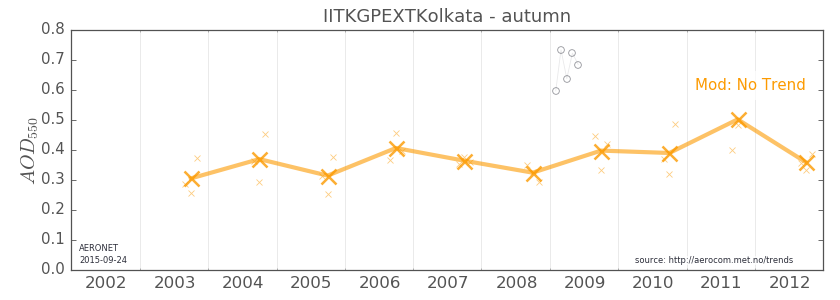 IITKGPEXTKolkata - autumn
0.8
0.7
0.6
0.5
0.4
0.3
0.2
0.1
0.0
AOD550
Mod: No Trend
AERONET
2015-09-24
source: http://aerocom.met.no/trends
2002 2003 2004 2005 2006 2007 2008 2009 2010 2011 2012